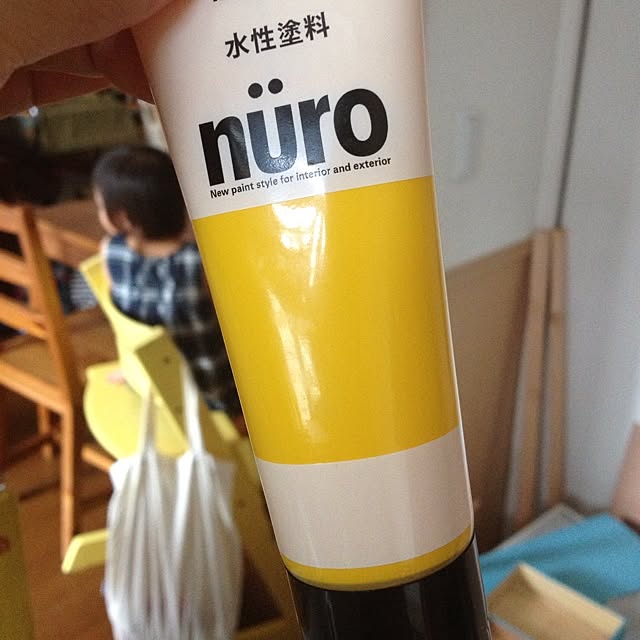 水性塗料
nüro
New paint style for interior and exterior